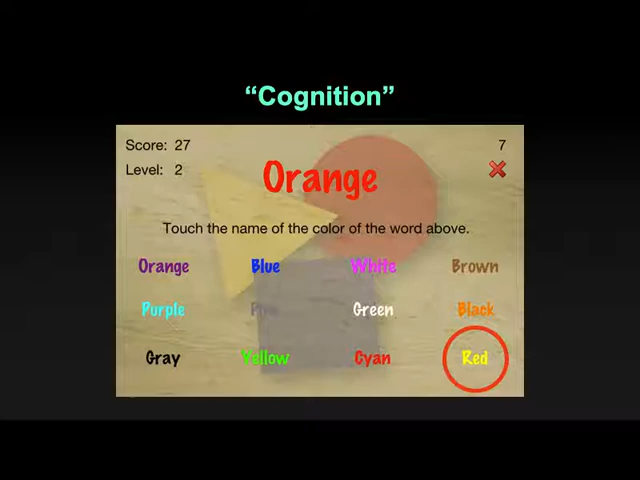 “Cognition”
Score: 27 7
Level: 2
Orange
Touch the name of the color of the word above.
Orange Blue White Brown
Purple Pink Green Black
Gray Yellow Cyan Red